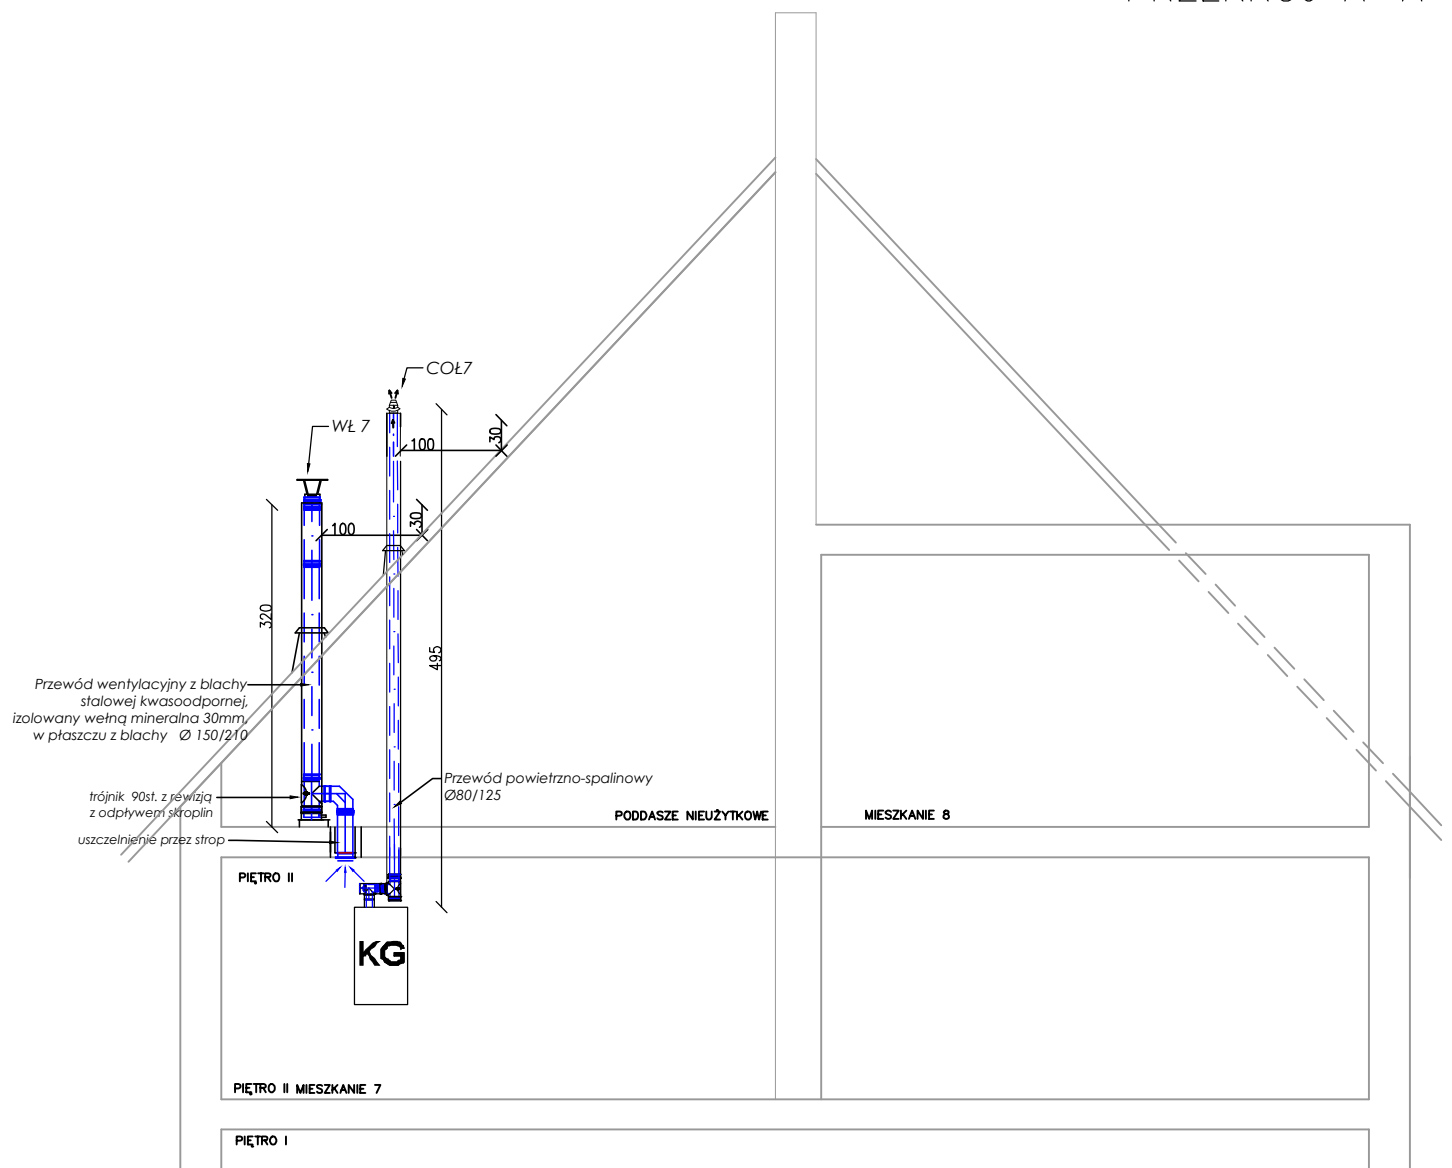 COŁ7
WŁ 7
100
30
100
30
320
495
Przewód wentylacyjny z blachy
stalowej kwasoodpornej,
izolowany wełną mineralna 30mm,
w płaszczu z blachy Ø 150/210
Przewód powietrzno-spalinowy
Ø80/125
trójnik 90st. z rewizją
z odpływem skroplin
PODDASZE NIEUŻYTKOWE
MIESZKANIE 8
uszczelnienie przez strop
PIĘTRO II
KG
PIĘTRO II MIESZKANIE 7
PIĘTRO I